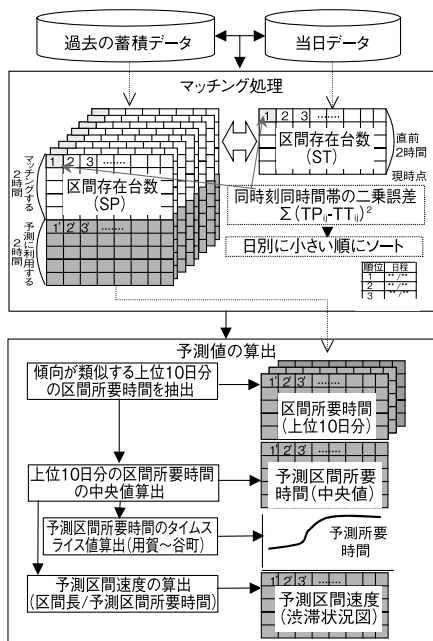 過去の蓄積データ
当日データ
マッチング処理
1 2 3 ……
区間存在台数
(SP)
マッチングする
2時間
予測に利用する
2時間
1' 2' 3' ……
1 2 3 ……
区間存在台数
(ST)
直前
2時間
現時点
同時刻同時間帯の二乗誤差
Σ(TPij-TTij)²
日別に小さい順にソート
順位 日程
1 **/**
2 **/**
3 **/**
予測値の算出
傾向が類似する上位10日分
の区間所要時間を抽出
1' 2' 3' ……
区間所要時間
(上位10日分)
上位10日分の区間所要時間
の中央値算出
1' 2' 3' ……
予測区間所要
時間(中央値)
予測区間所要時間のタイムス
ライス値算出(用賀~谷町)
予測所要
時間
予測区間速度の算出
(区間長/予測区間所要時間)
1' 2' 3' ……
予測区間速度
(渋滞状況図)